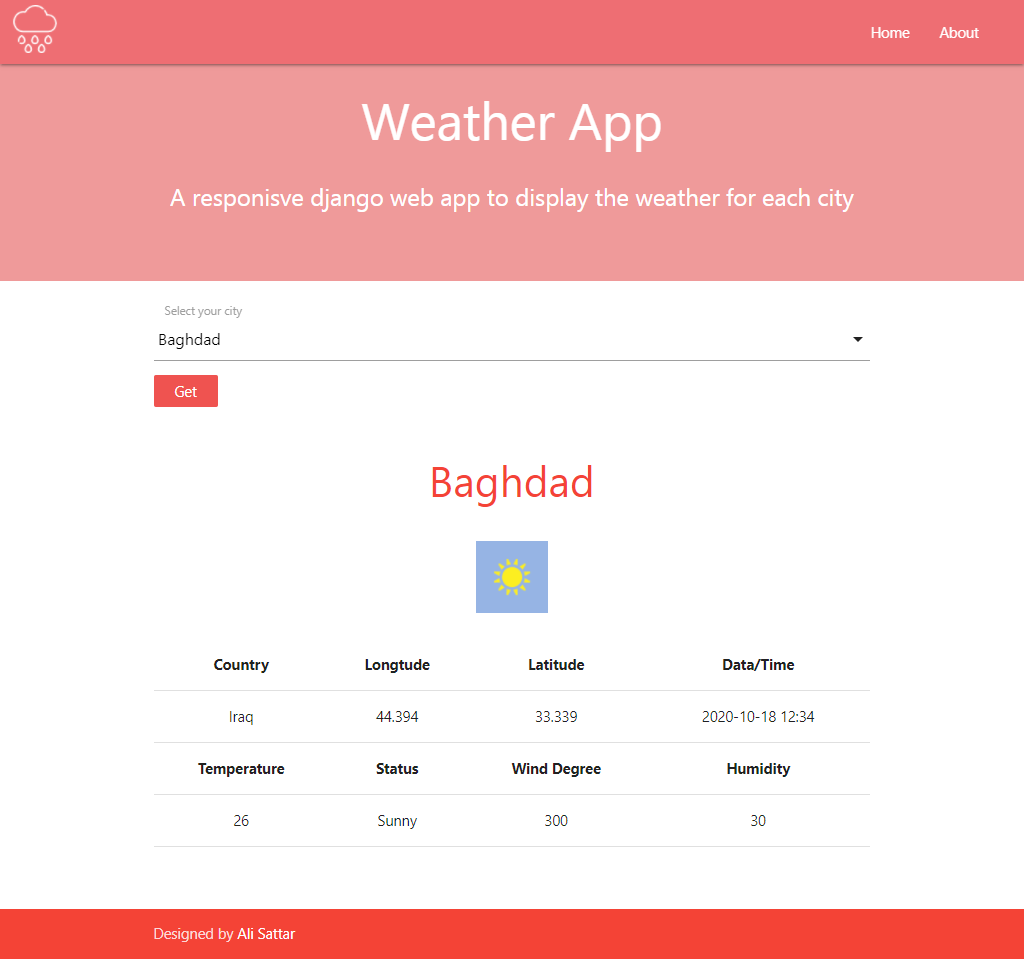 Home About
Weather App
A responisve django web app to display the weather for each city
Select your city
Baghdad
Get
Baghdad
Country Longtude Latitude Data/Time
Iraq 44.394 33.339 2020-10-18 12:34
Temperature Status Wind Degree Humidity
26 Sunny 300 30
Designed by Ali Sattar